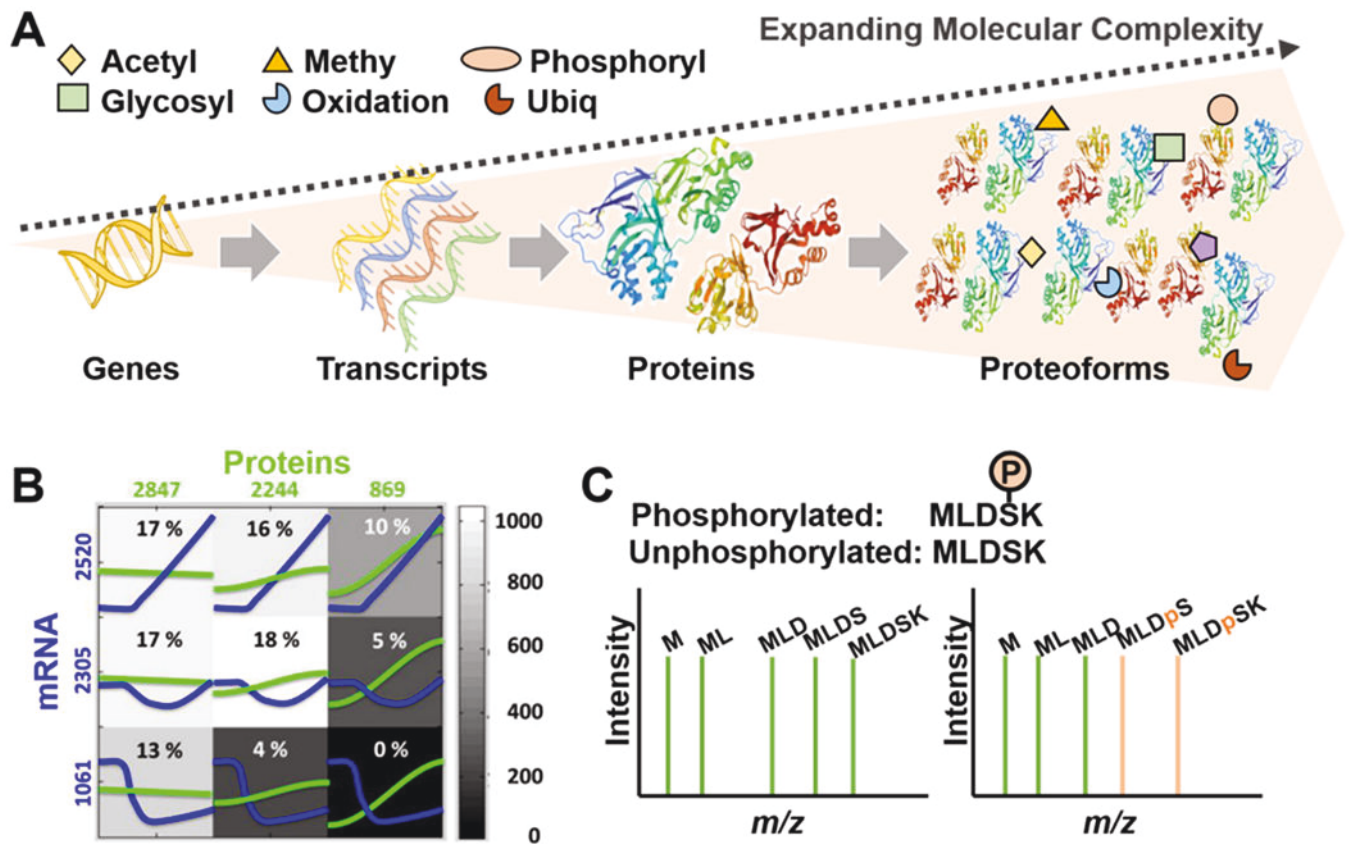 A
Expanding Molecular Complexity
Acetyl
Methy
Phosphoryl
Glycosyl
Oxidation
Ubiq
Genes
Transcripts
Proteins
Proteoforms
B
Proteins
2847
2244
869
mRNA
2520
2305
1061
17 %
16 %
10 %
17 %
18 %
5 %
13 %
4 %
0 %
1000
800
600
400
200
0
C
P
Phosphorylated: MLDSK
Unphosphorylated: MLDSK
Intensity
M
ML
MLD
MLDS
MLDSK
m/z
Intensity
M
ML
MLD
MLDpS
MLDpSK
m/z